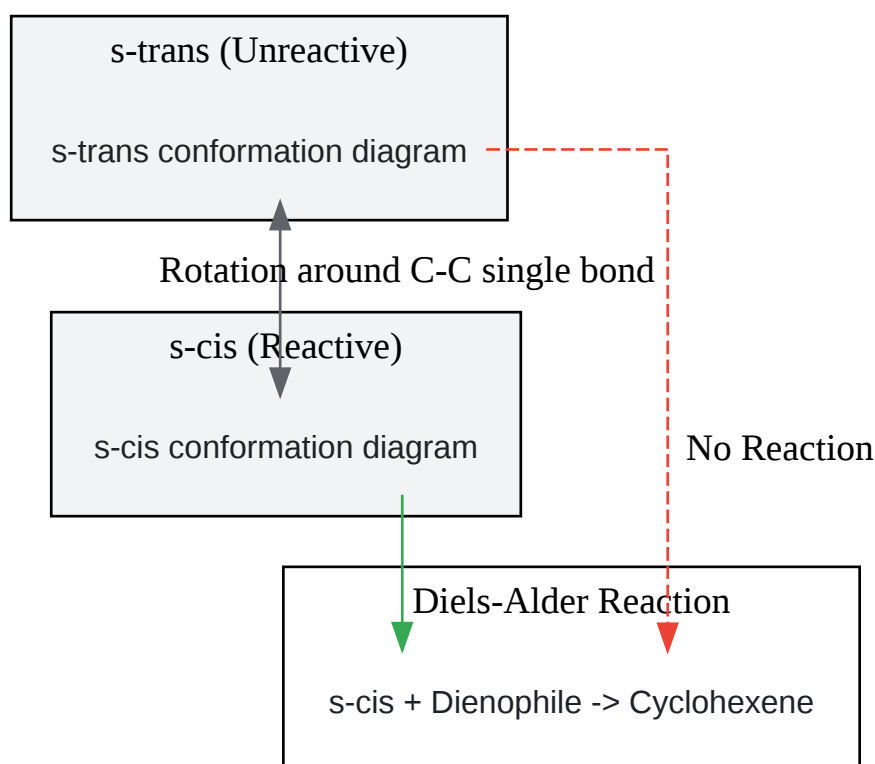 s-trans (Unreactive)
s-trans conformation diagram
Rotation around C-C single bond
s-cis (Reactive)
s-cis conformation diagram
No Reaction
Diels-Alder Reaction
s-cis + Dienophile -> Cyclohexene